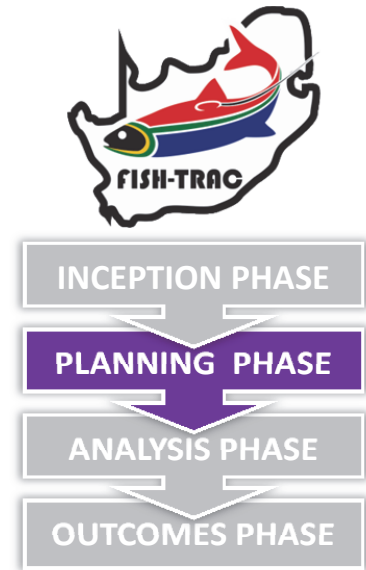 FISH-TRAC
INCEPTION PHASE
PLANNING PHASE
ANALYSIS PHASE
OUTCOMES PHASE